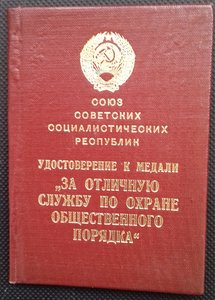 СОЮЗ
СОВЕТСКИХ
СОЦИАЛИСТИЧЕСКИХ
РЕСПУБЛИК
УДОСТОВЕРЕНИЕ К МЕДАЛИ
„ЗА ОТЛИЧНУЮ
СЛУЖБУ ПО ОХРАНЕ
ОБЩЕСТВЕННОГО
ПОРЯДКА“